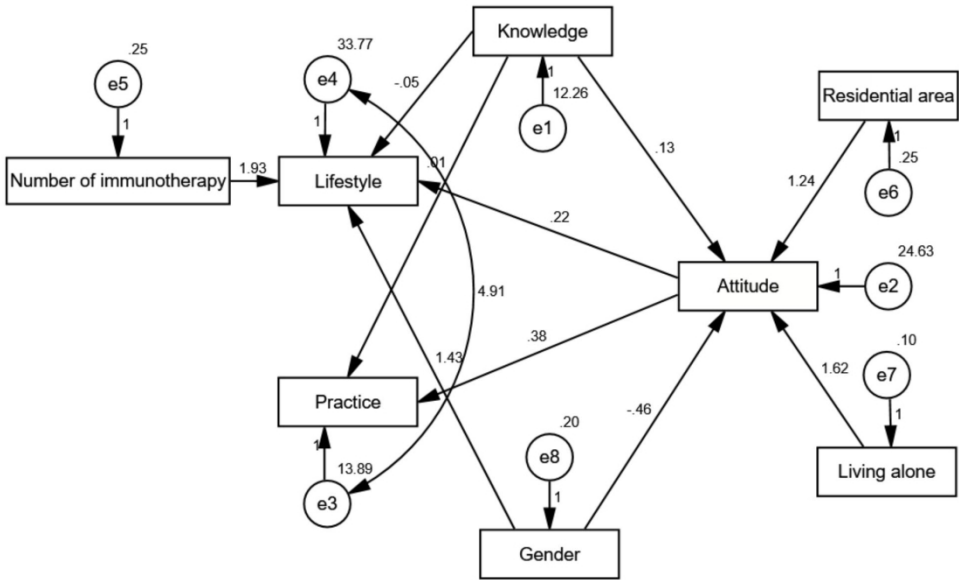 Knowledge
33.77
.25
e4
e5
-.05
1
12.26
Residential area
1
1
e1
1
.01
.13
.25
Number of immunotherapy
1.93
Lifestyle
1.24
e6
.22
24.63
Attitude
1
e2
4.91
.38
.10
1.43
1.62
e7
Practice
-.46
1
.20
1
13.89
e8
Living alone
e3
1
Gender